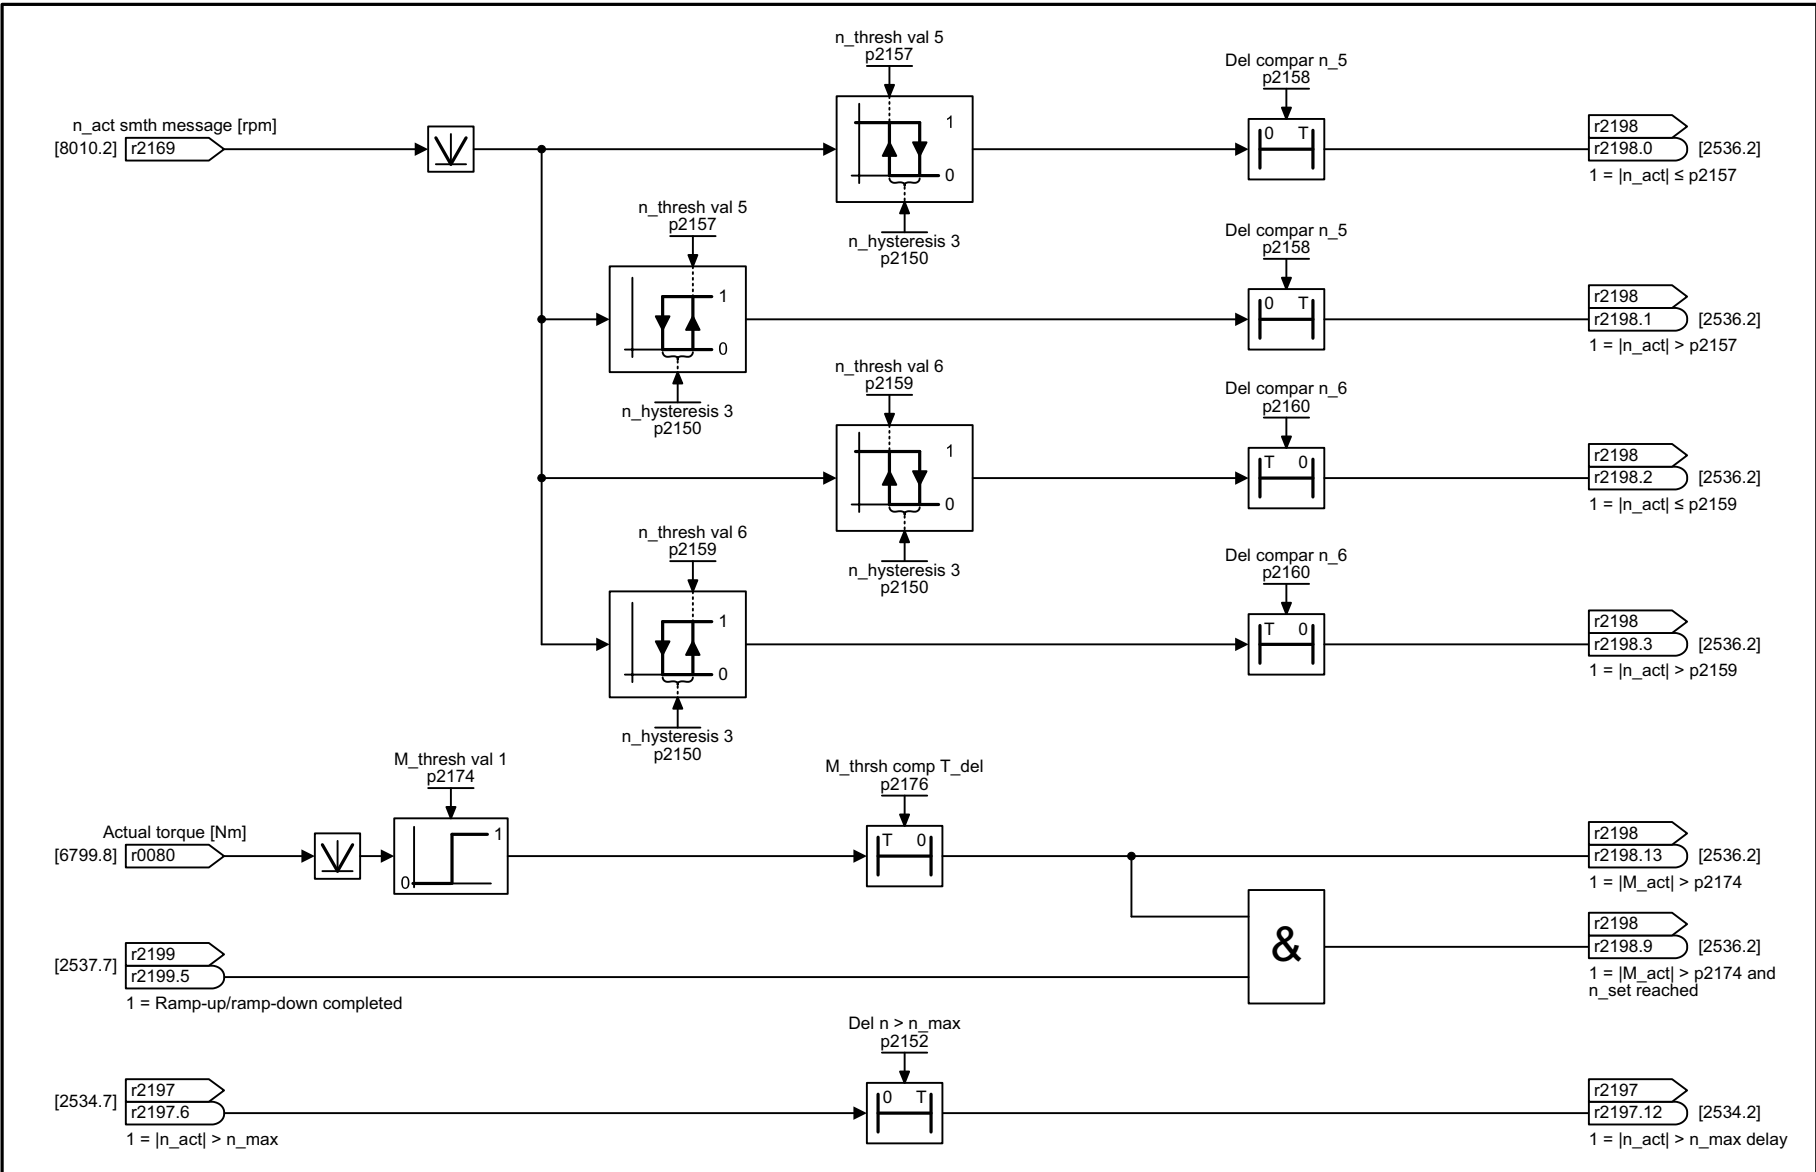 n_thresh val 5
p2157
Del compar n_5
p2158
n_act smth message [rpm]
[8010.2] r2169
1
0
0 T
r2198
r2198.0 [2536.2]
1 = |n_act| ≤ p2157
n_hysteresis 3
p2150
n_thresh val 5
p2157
Del compar n_5
p2158
1
0
0 T
r2198
r2198.1 [2536.2]
1 = |n_act| > p2157
n_hysteresis 3
p2150
n_thresh val 6
p2159
Del compar n_6
p2160
1
0
T 0
r2198
r2198.2 [2536.2]
1 = |n_act| ≤ p2159
n_hysteresis 3
p2150
n_thresh val 6
p2159
Del compar n_6
p2160
1
0
T 0
r2198
r2198.3 [2536.2]
1 = |n_act| > p2159
n_hysteresis 3
p2150
M_thresh val 1
p2174
M_thrsh comp T_del
p2176
Actual torque [Nm]
[6799.8] r0080
1
0
T 0
r2198
r2198.13 [2536.2]
1 = |M_act| > p2174
r2199
[2537.7]
r2199.5
1 = Ramp-up/ramp-down completed
&
r2198
r2198.9 [2536.2]
1 = |M_act| > p2174 and
n_set reached
Del n > n_max
p2152
r2197
[2534.7]
r2197.6
1 = |n_act| > n_max
0 T
r2197
r2197.12 [2534.2]
1 = |n_act| > n_max delay